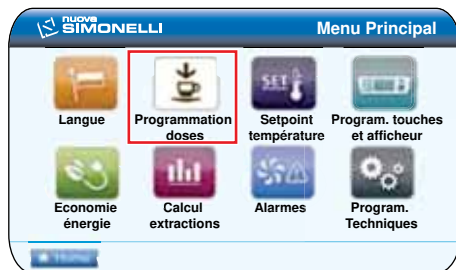 nuova
SIMONELLI
Menu Principal
SET
Langue
Programmation
doses
Setpoint
température
Program. touches
et afficheur
Economie
énergie
Calcul
extractions
Alarmes
Program.
Techniques
Home